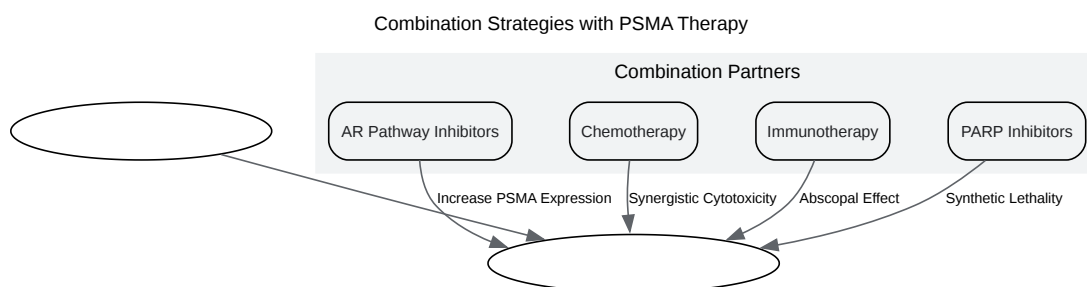 Combination Strategies with PSMA Therapy
Combination Partners
AR Pathway Inhibitors
Chemotherapy
Immunotherapy
PARP Inhibitors
Increase PSMA Expression
Synergistic Cytotoxicity
Abscopal Effect
Synthetic Lethality